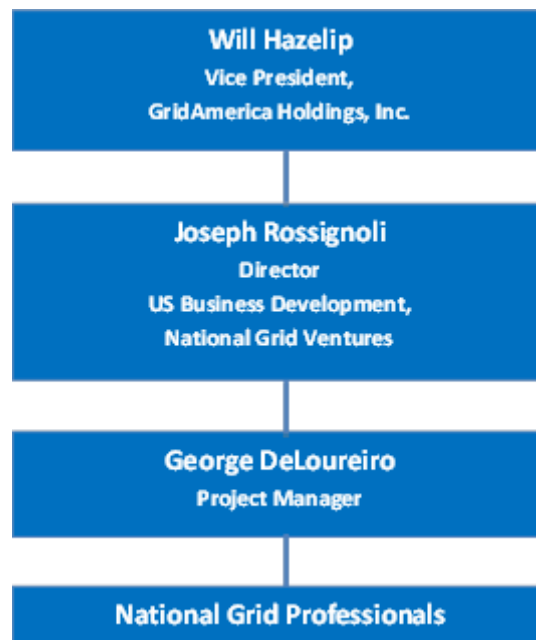 Will Hazelip
Vice President,
GridAmerica Holdings, Inc.
Joseph Rossignoli
Director
US Business Development,
National Grid Ventures
George DeLoureiro
Project Manager
National Grid Professionals